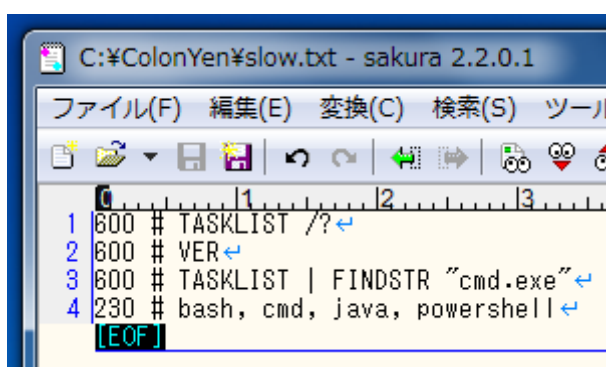 C:¥ColonYen¥slow.txt - sakura 2.2.0.1
ファイル(F) 編集(E) 変換(C) 検索(S) ツール
0 1 2 3
1 600 # TASKLIST /?↵
2 600 # VER↵
3 600 # TASKLIST | FINDSTR "cmd.exe"↵
4 230 # bash, cmd, java, powershell↵
[EOF]